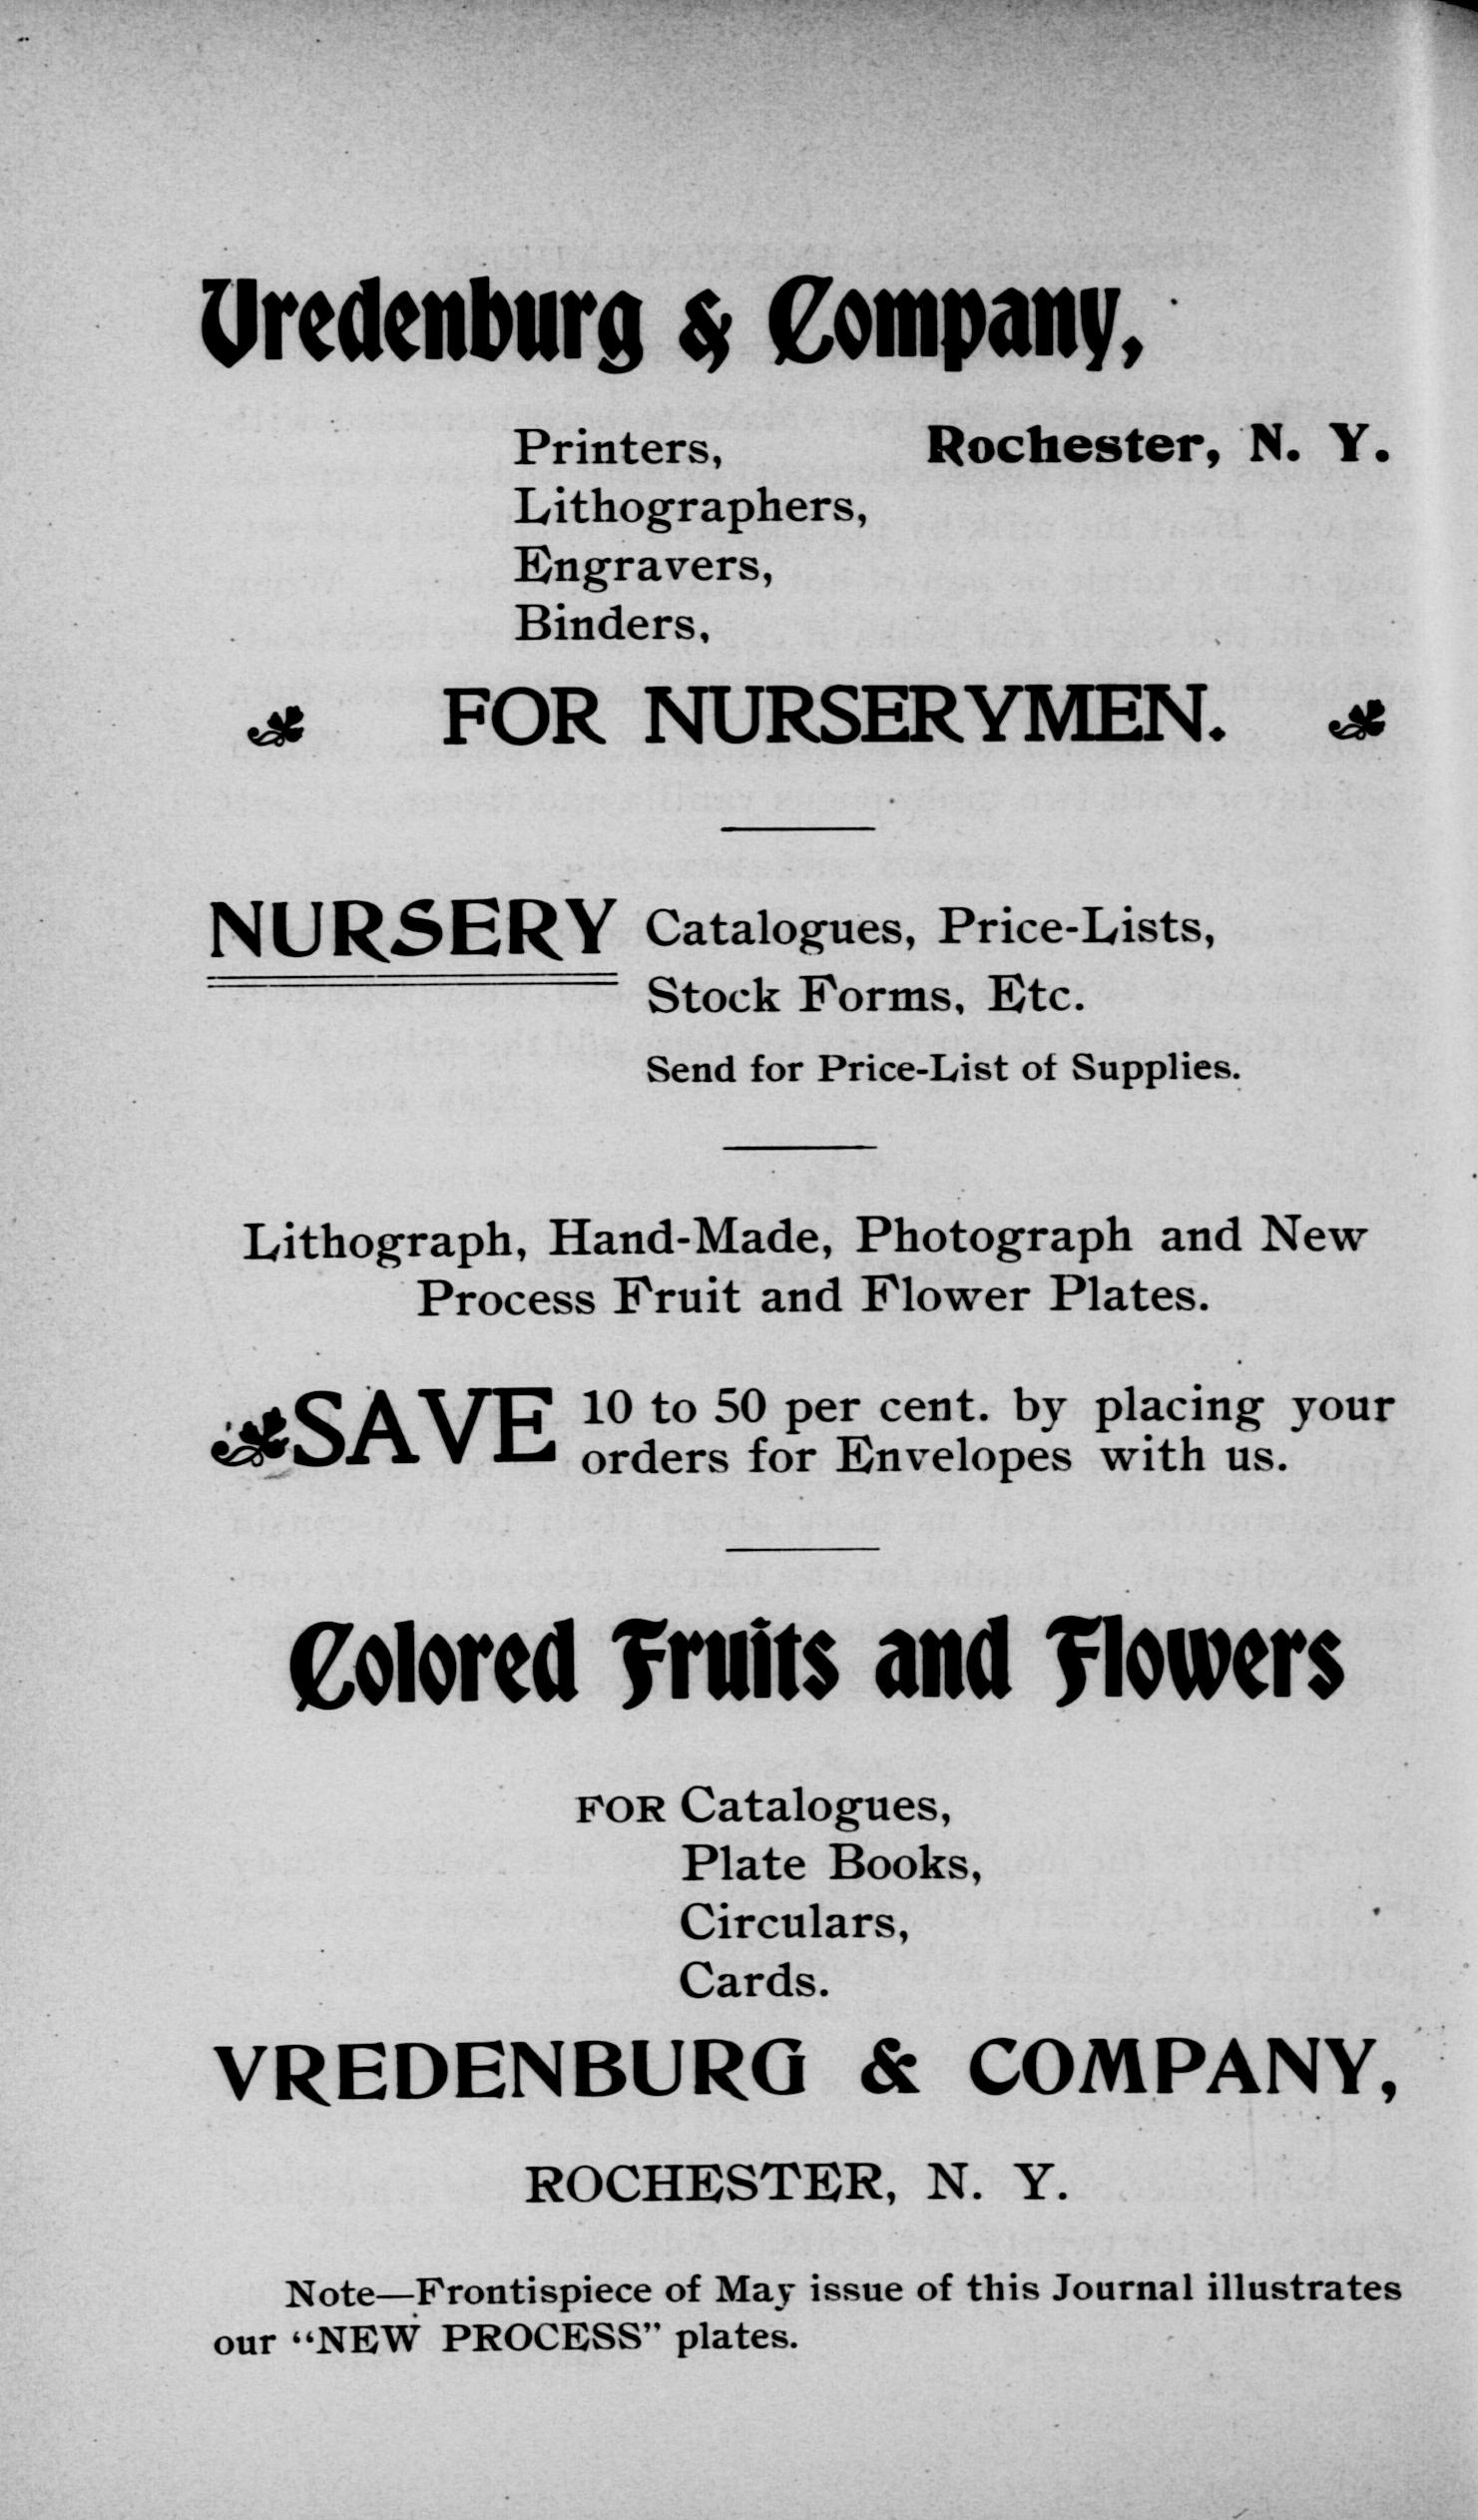 Vredenburg & Company,
Printers, Rochester, N. Y.
Lithographers,
Engravers,
Binders,
FOR NURSERYMEN.
NURSERY Catalogues, Price-Lists,
Stock Forms, Etc.
Send for Price-List of Supplies.
Lithograph, Hand-Made, Photograph and New
Process Fruit and Flower Plates.
SAVE 10 to 50 per cent. by placing your
orders for Envelopes with us.
Colored Fruits and Flowers
FOR Catalogues,
Plate Books,
Circulars,
Cards.
VREDENBURG & COMPANY,
ROCHESTER, N. Y.
Note—Frontispiece of May issue of this Journal illustrates
our “NEW PROCESS” plates.